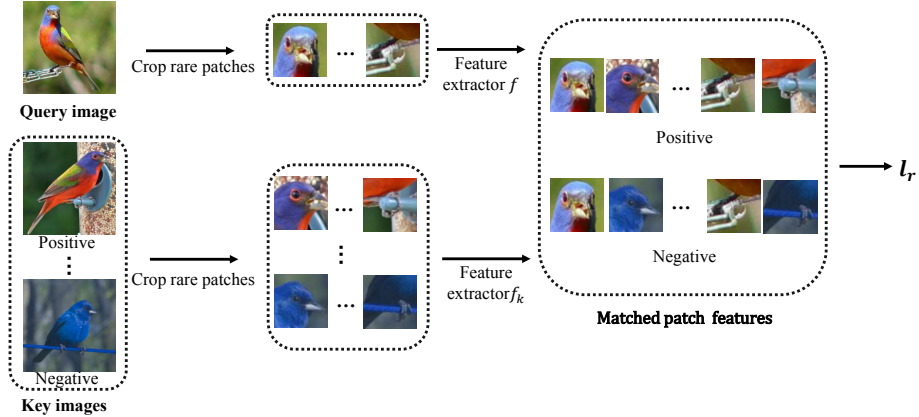 Crop rare patches
...
Feature
extractor f
Query image
... 
Positive
l_r
Positive
...
...
Crop rare patches
Feature
extractor f_k
...
...
Negative
Matched patch features
Negative
Key images